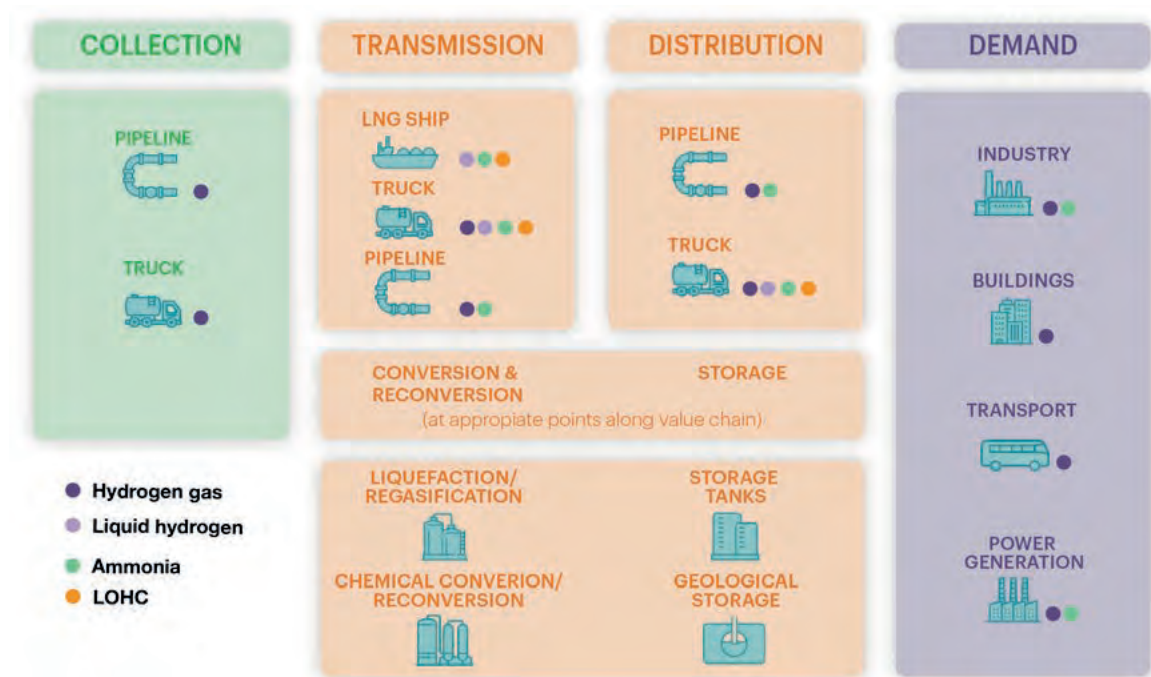 COLLECTION
TRANSMISSION
DISTRIBUTION
DEMAND
PIPELINE
TRUCK
LNG SHIP
TRUCK
PIPELINE
PIPELINE
TRUCK
CONVERSION &
RECONVERSION
STORAGE
(at appropiate points along value chain)
LIQUEFACTION/
REGASIFICATION
STORAGE
TANKS
CHEMICAL CONVERION/
RECONVERSION
GEOLOGICAL
STORAGE
INDUSTRY
BUILDINGS
TRANSPORT
POWER
GENERATION
Hydrogen gas
Liquid hydrogen
Ammonia
LOHC